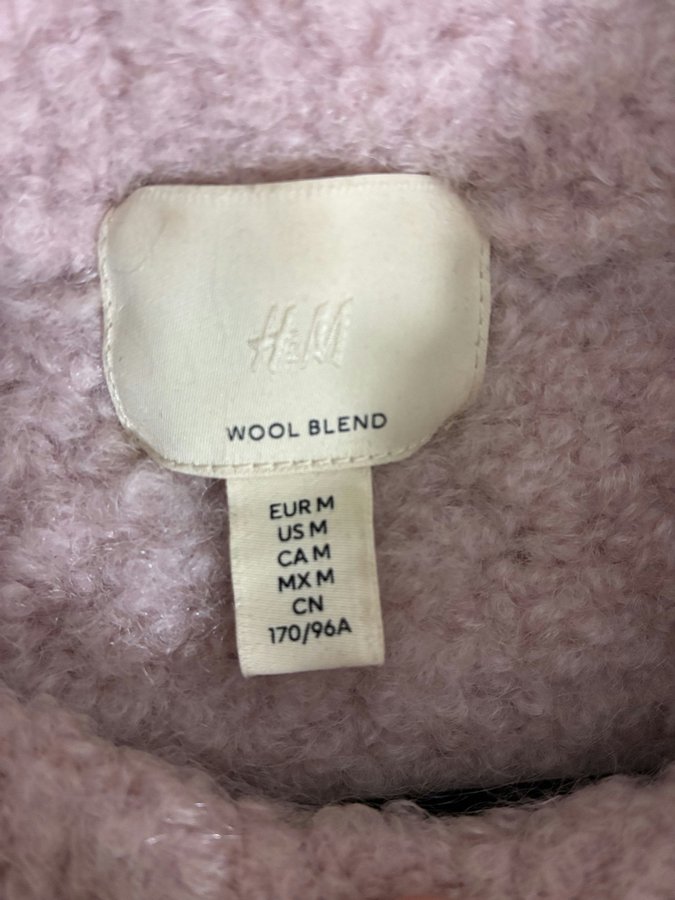 H&M
WOOL BLEND
EUR M
US M
CA M
MX M
CN
170/96A